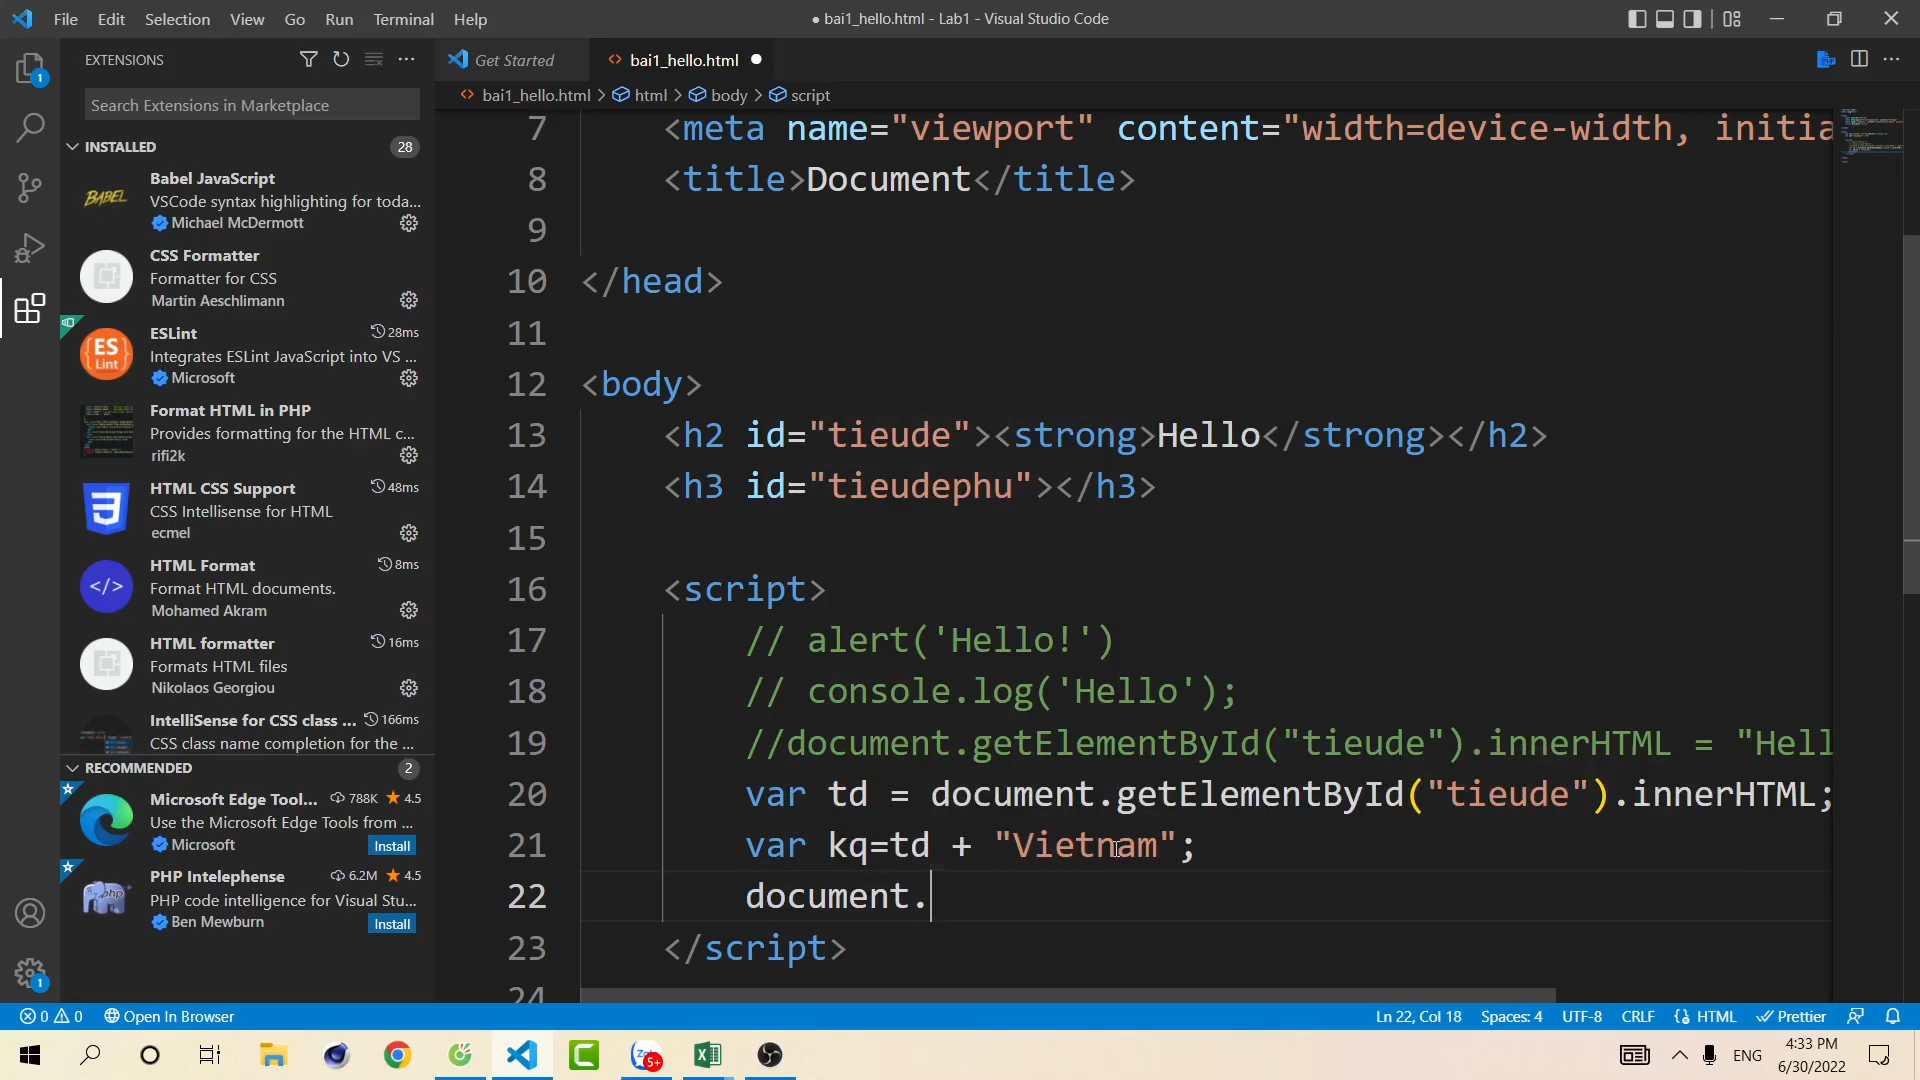 File Edit Selection View Go Run Terminal Help
● bai1_hello.html - Lab1 - Visual Studio Code
EXTENSIONS
Search Extensions in Marketplace
INSTALLED 28
Babel JavaScript
VSCode syntax highlighting for toda...
Michael McDermott
CSS Formatter
Formatter for CSS
Martin Aeschlimann
ESLint 28ms
Integrates ESLint JavaScript into VS ...
Microsoft
Format HTML in PHP
Provides formatting for the HTML c...
rifi2k
HTML CSS Support 48ms
CSS Intellisense for HTML
ecmel
HTML Format 8ms
Format HTML documents.
Mohamed Akram
HTML formatter 16ms
Formats HTML files
Nikolaos Georgiou
IntelliSense for CSS class ... 166ms
CSS class name completion for the ...
RECOMMENDED 2
Microsoft Edge Tool... 788K ★ 4.5
Use the Microsoft Edge Tools from ...
Microsoft Install
PHP Intelephense 6.2M ★ 4.5
PHP code intelligence for Visual Stu...
Ben Mewburn Install
BABEL
ES Lint
php
1
1
Get Started bai1_hello.html ●
bai1_hello.html > html > body > script
7 <meta name="viewport" content="width=device-width, initia
8 <title>Document</title>
9
10 </head>
11
12 <body>
13 <h2 id="tieude"><strong>Hello</strong></h2>
14 <h3 id="tieudephu"></h3>
15
16 <script>
17 // alert('Hello!')
18 // console.log('Hello');
19 //document.getElementById("tieude").innerHTML = "Hell
20 var td = document.getElementById("tieude").innerHTML;
21 var kq=td + "Vietnam";
22 document.
23 </script>
24
0 0 Open In Browser Ln 22, Col 18 Spaces: 4 UTF-8 CRLF HTML Prettier
5+ ENG 4:33 PM
6/30/2022